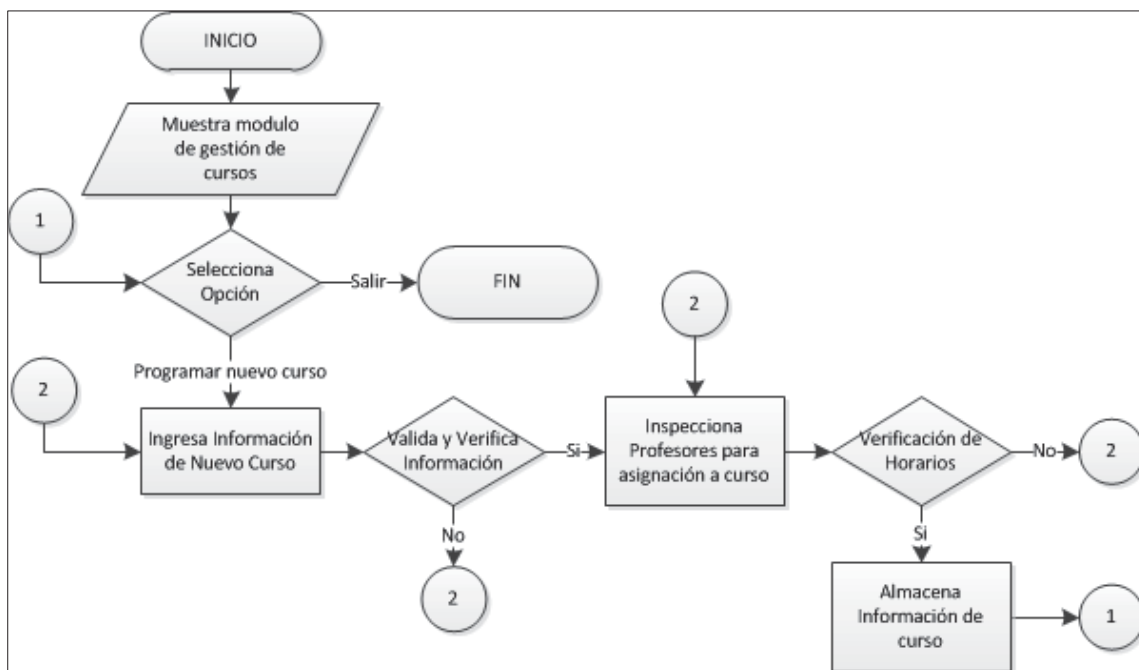 INICIO
Muestra modulo
de gestión de
cursos
1
Selecciona
Opción
Salir
FIN
2
Programar nuevo curso
2
Ingresa Información
de Nuevo Curso
Valida y Verifica
Información
Si
Inspecciona
Profesores para
asignación a curso
Verificación de
Horarios
No
2
No
Si
2
Almacena
Información de
curso
1